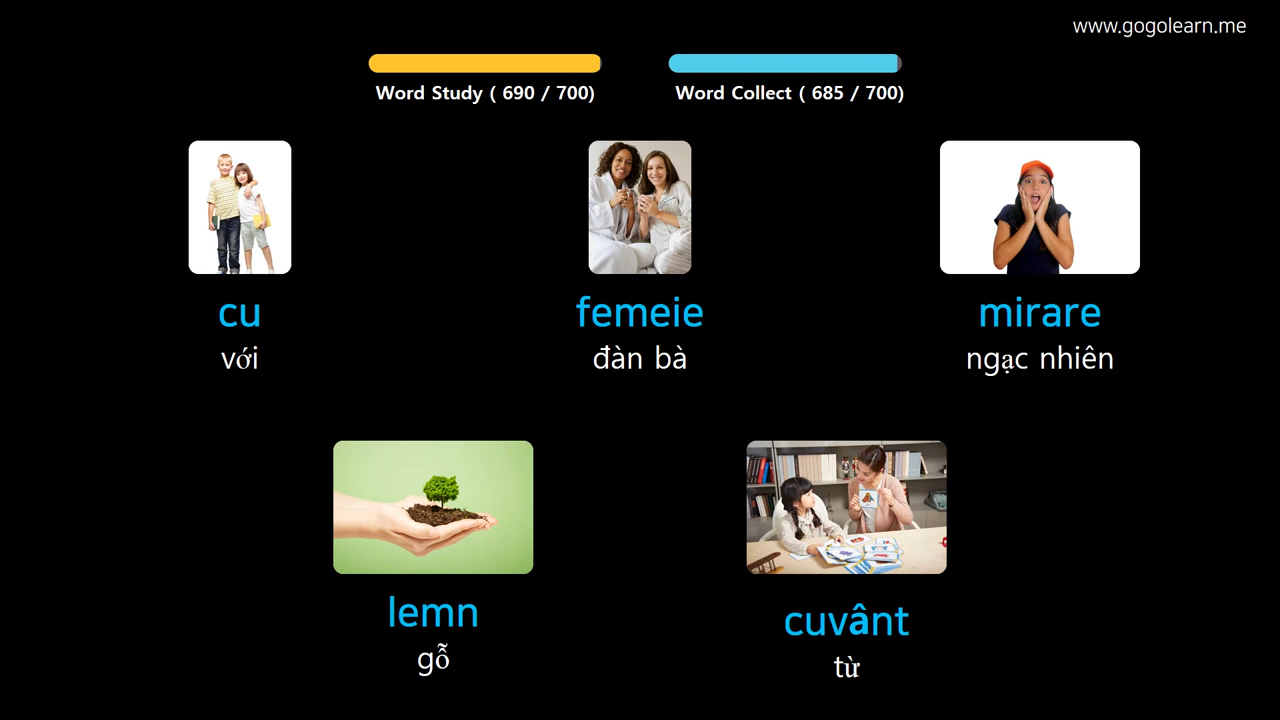 www.gogolearn.me
Word Study ( 690 / 700)
Word Collect ( 685 / 700)
cu
với
femeie
đàn bà
mirare
ngạc nhiên
lemn
gỗ
cuvânt
từ